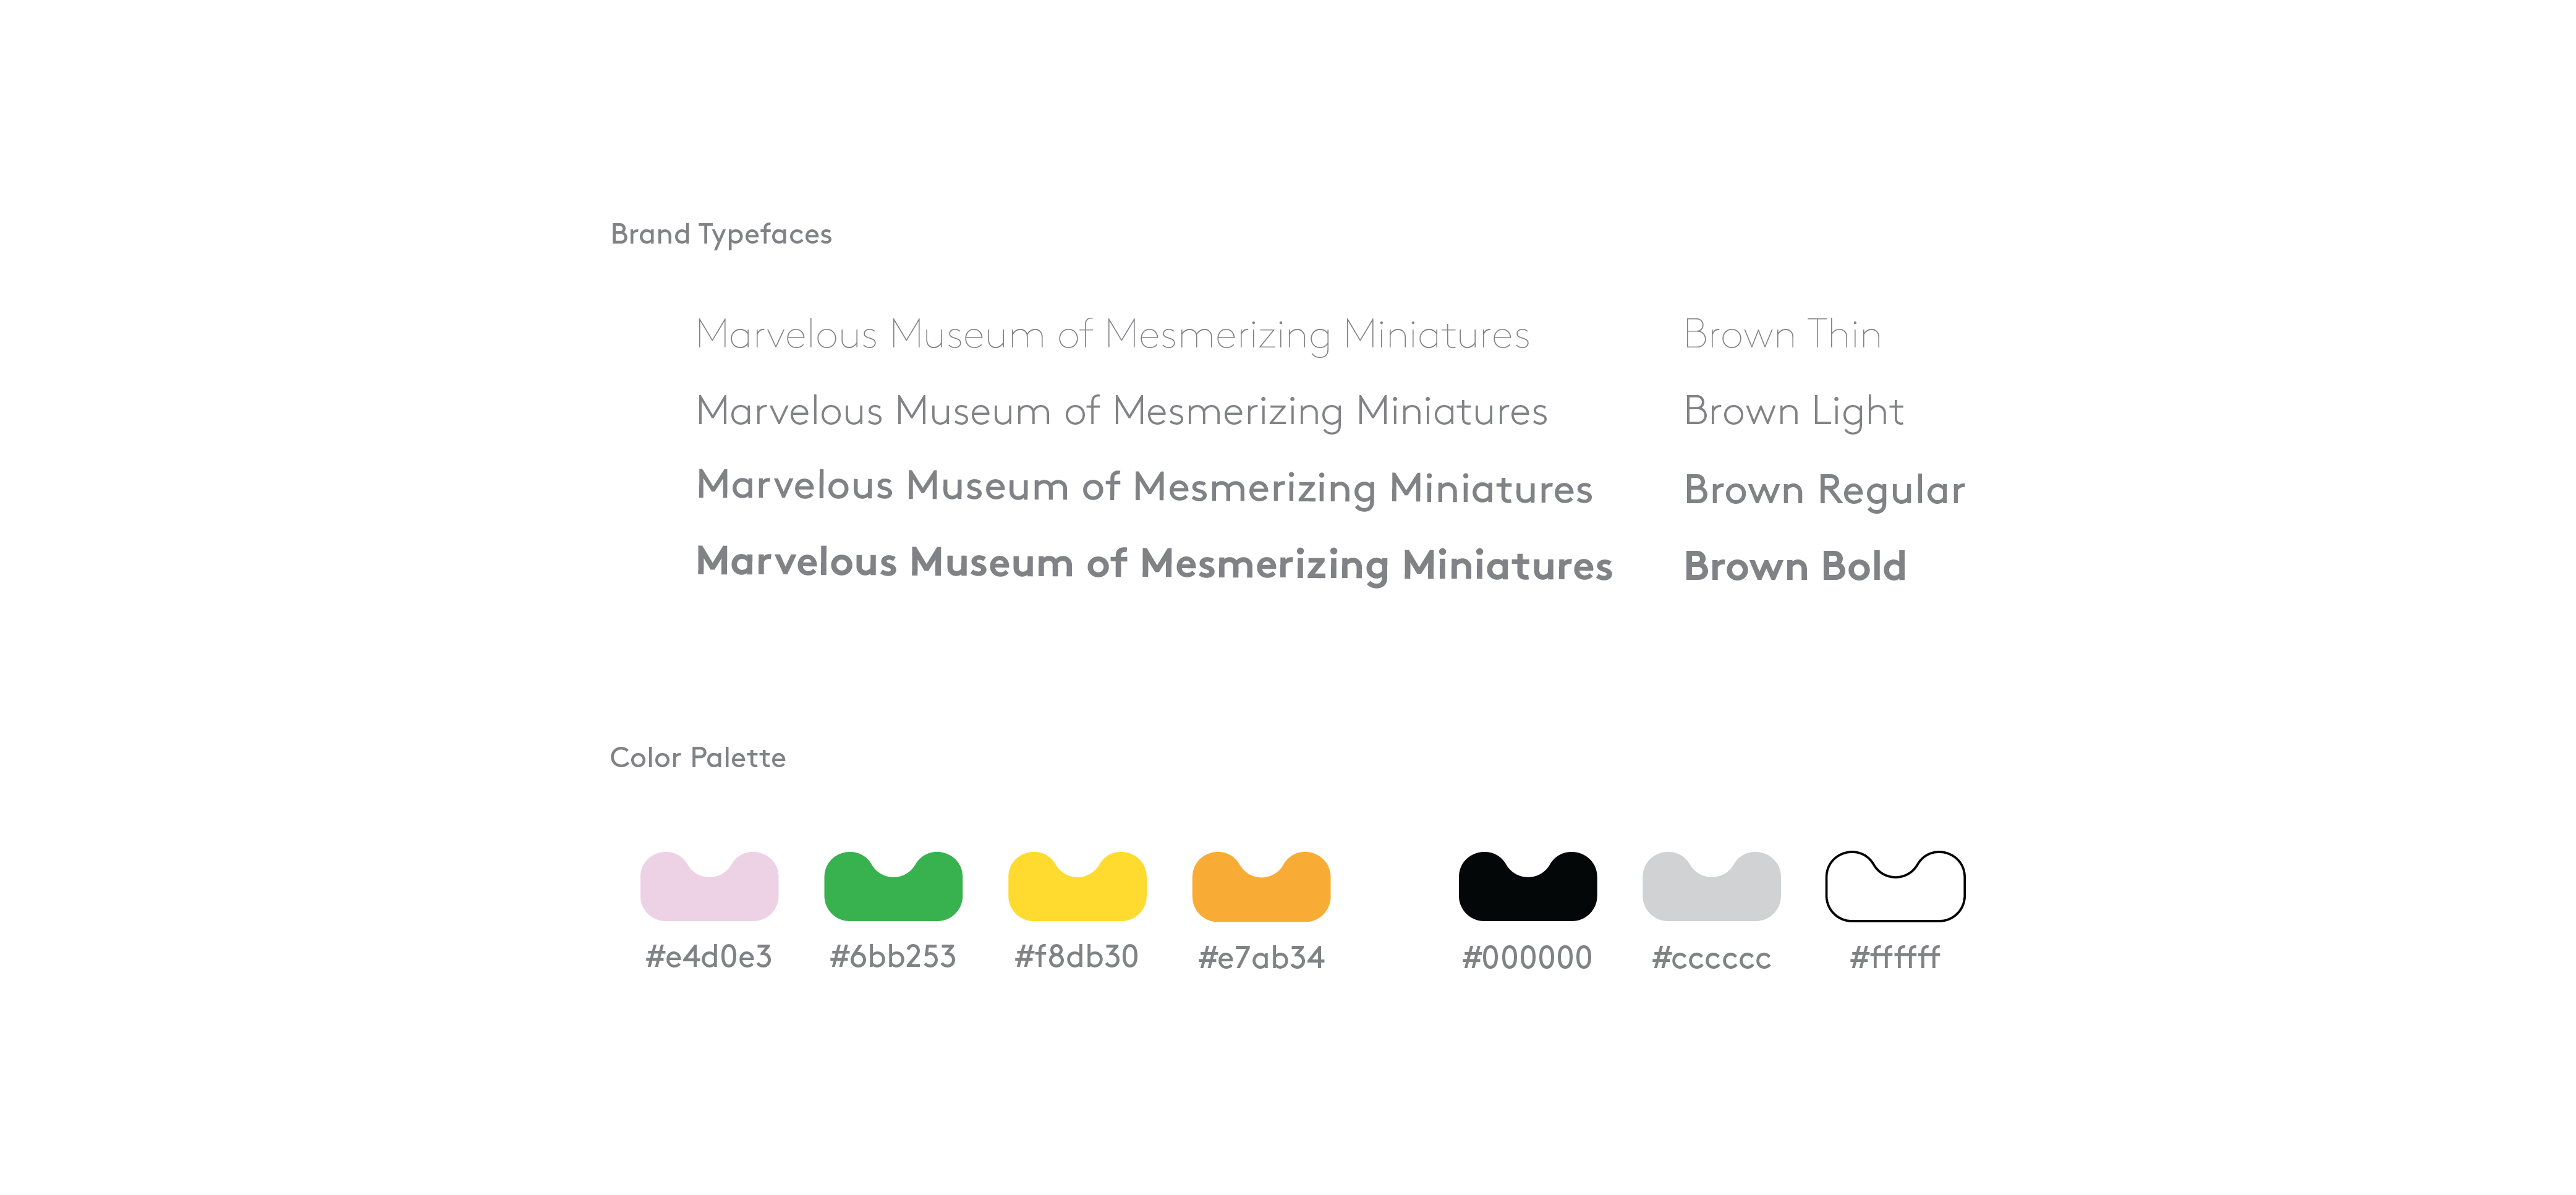 Brand Typefaces
Marvelous Museum of Mesmerizing Miniatures Brown Thin
Marvelous Museum of Mesmerizing Miniatures Brown Light
Marvelous Museum of Mesmerizing Miniatures Brown Regular
Marvelous Museum of Mesmerizing Miniatures Brown Bold
Color Palette
#e4d0e3 #6bb253 #f8db30 #e7ab34 #000000 #cccccc #ffffff